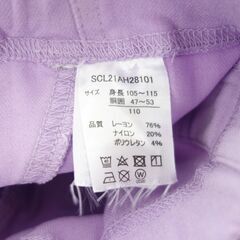 SCL21AH28101
サイズ 身長 105～115
胴囲 47～53
110
品質 レーヨン 76%
ナイロン 20%
ポリウレタン 4%